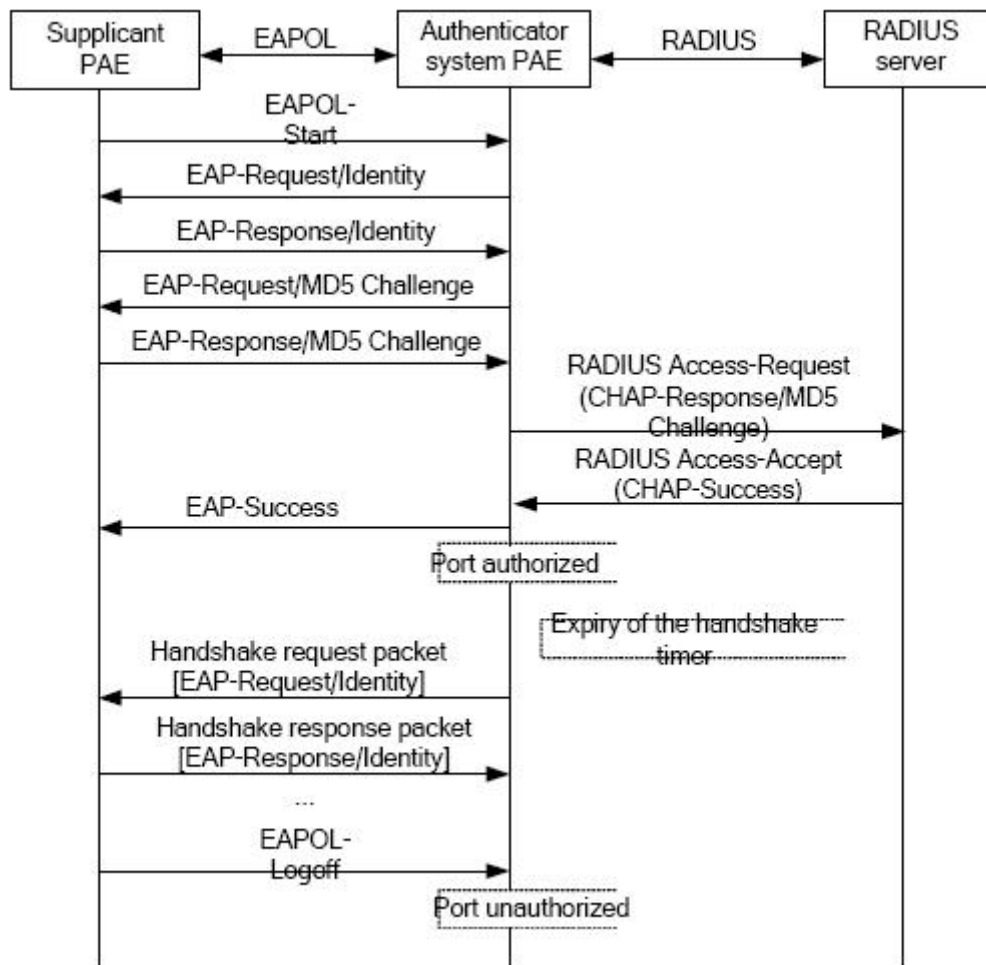 Supplicant
PAE
EAPOL
Authenticator
system PAE
RADIUS
RADIUS
server
EAPOL-
Start
EAP-Request/Identity
EAP-Response/Identity
EAP-Request/MD5 Challenge
EAP-Response/MD5 Challenge
RADIUS Access-Request
(CHAP-Response/MD5
Challenge)
RADIUS Access-Accept
(CHAP-Success)
EAP-Success
Port authorized
Expiry of the handshake
timer
Handshake request packet
[EAP-Request/Identity]
Handshake response packet
[EAP-Response/Identity]
...
EAPOL-
Logoff
Port unauthorized